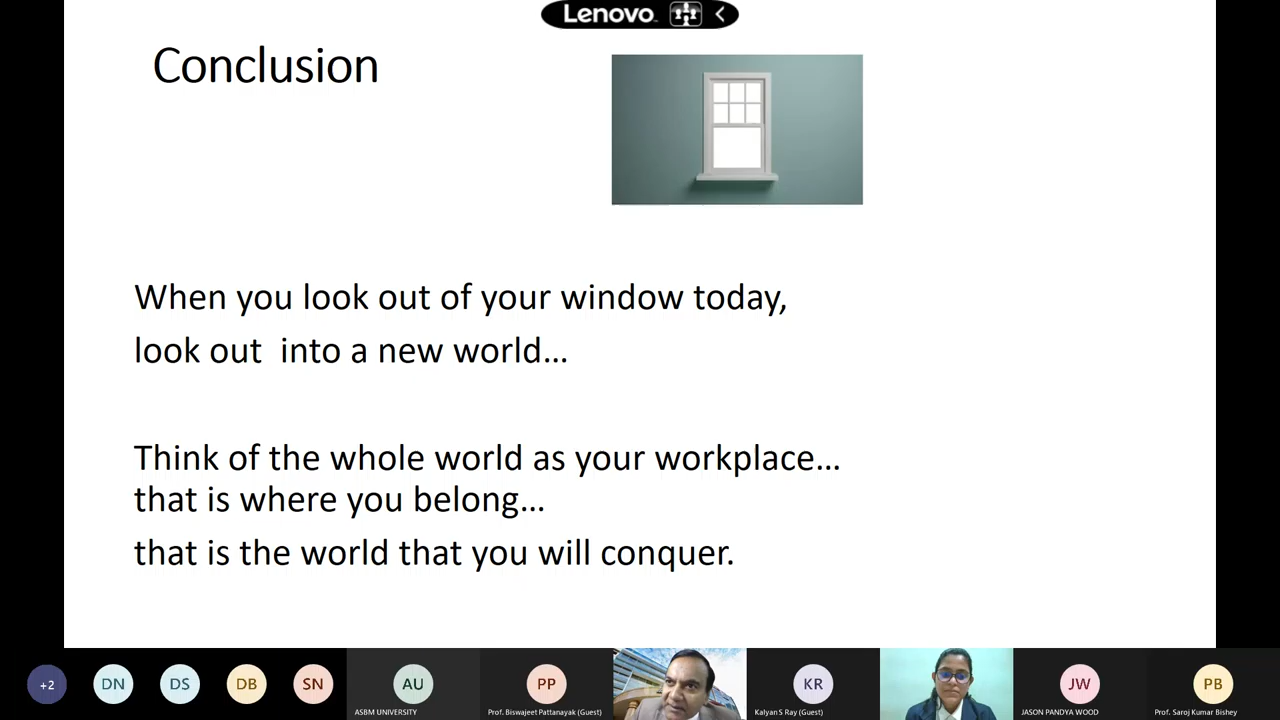 Lenovo
Conclusion
When you look out of your window today,
look out into a new world...
Think of the whole world as your workplace...
that is where you belong...
that is the world that you will conquer.
+2
DN
DS
DB
SN
AU
PP
KR
JW
PB
ASBM UNIVERSITY
Prof. Biswajeet Pattanayak (Guest)
Kalyan S Ray (Guest)
JASON PANDYA WOOD
Prof. Saroj Kumar Bishey